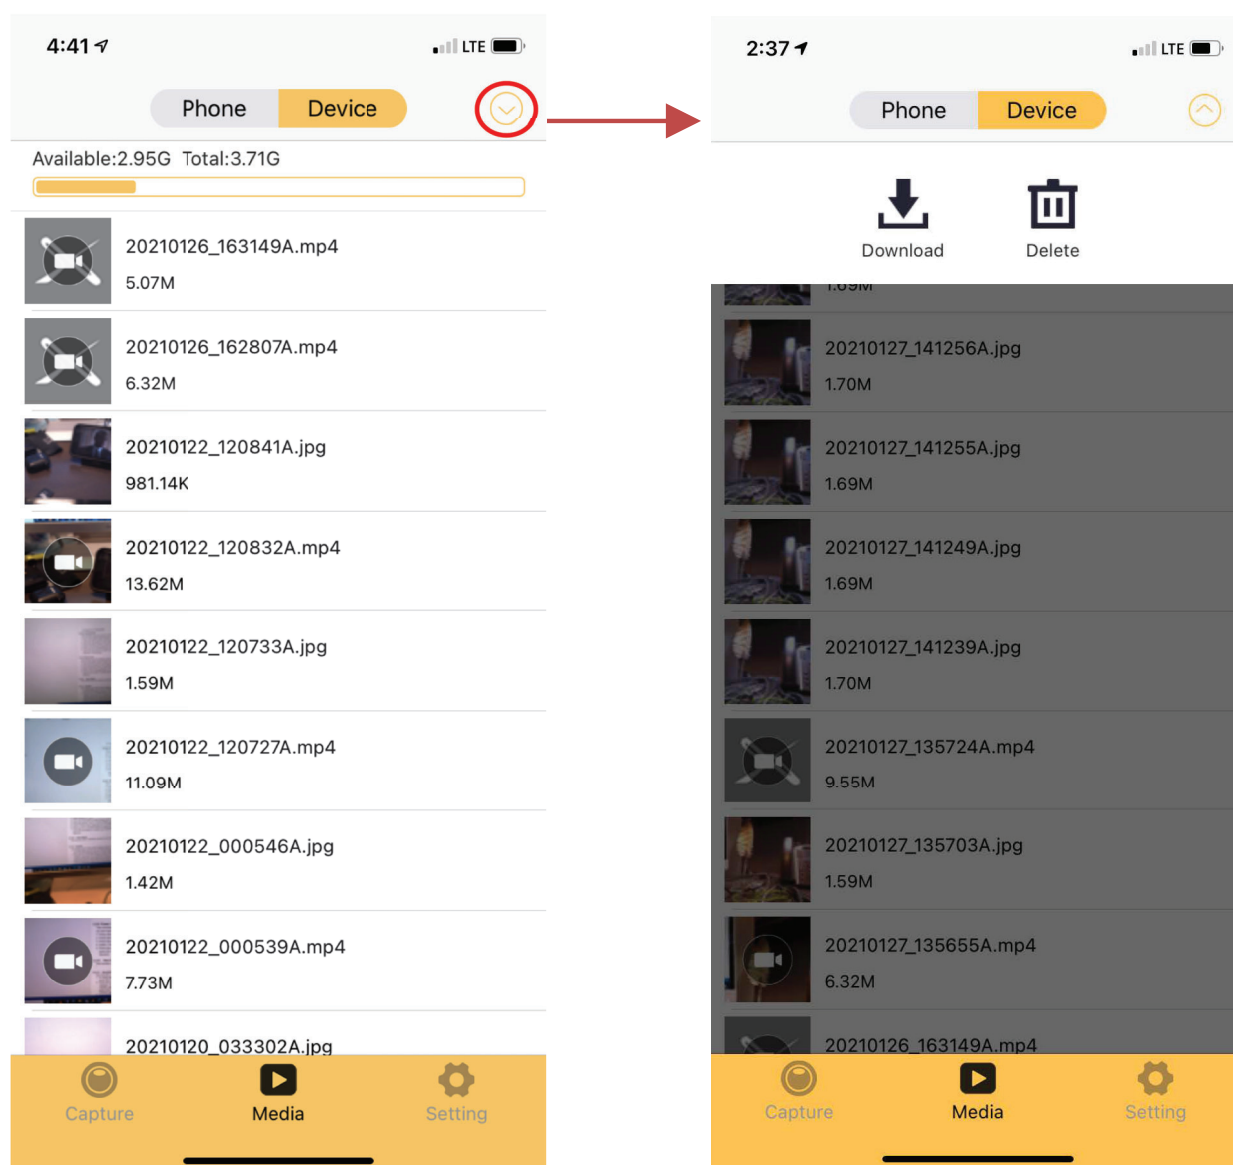 4:41
LTE
Phone
Device
Available:2.95G Total:3.71G
20210126_163149A.mp4
5.07M
20210126_162807A.mp4
6.32M
20210122_120841A.jpg
981.14K
20210122_120832A.mp4
13.62M
20210122_120733A.jpg
1.59M
20210122_120727A.mp4
11.09M
20210122_000546A.jpg
1.42M
20210122_000539A.mp4
7.73M
20210120_033302A.jpg
Capture
Media
Setting
2:37
LTE
Phone
Device
Download
Delete
1.69M
20210127_141256A.jpg
1.70M
20210127_141255A.jpg
1.69M
20210127_141249A.jpg
1.69M
20210127_141239A.jpg
1.70M
20210127_135724A.mp4
9.55M
20210127_135703A.jpg
1.59M
20210127_135655A.mp4
6.32M
20210126_163149A.mp4
Capture
Media
Setting